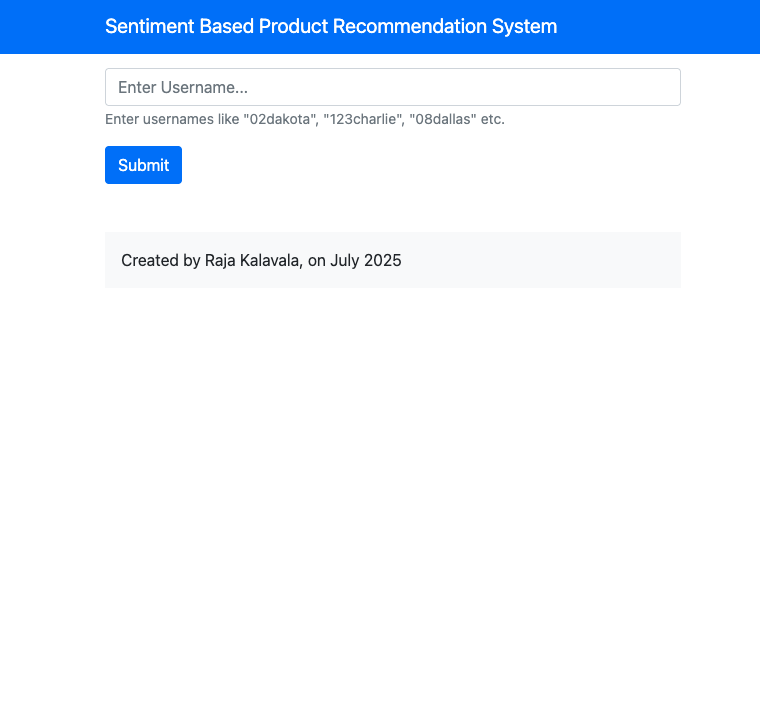 Sentiment Based Product Recommendation System
Enter Username...
Enter usernames like "02dakota", "123charlie", "08dallas" etc.
Submit
Created by Raja Kalavala, on July 2025